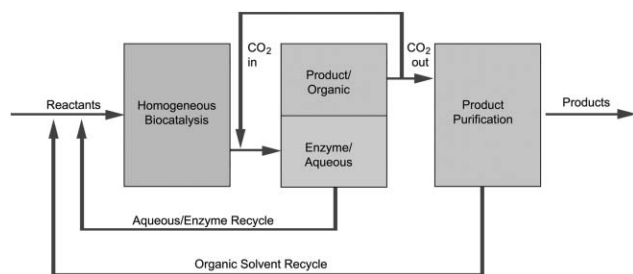 Reactants
Homogeneous
Biocatalysis
CO2
in
Product/
Organic
Enzyme/
Aqueous
CO2
out
Product
Purification
Products
Aqueous/Enzyme Recycle
Organic Solvent Recycle